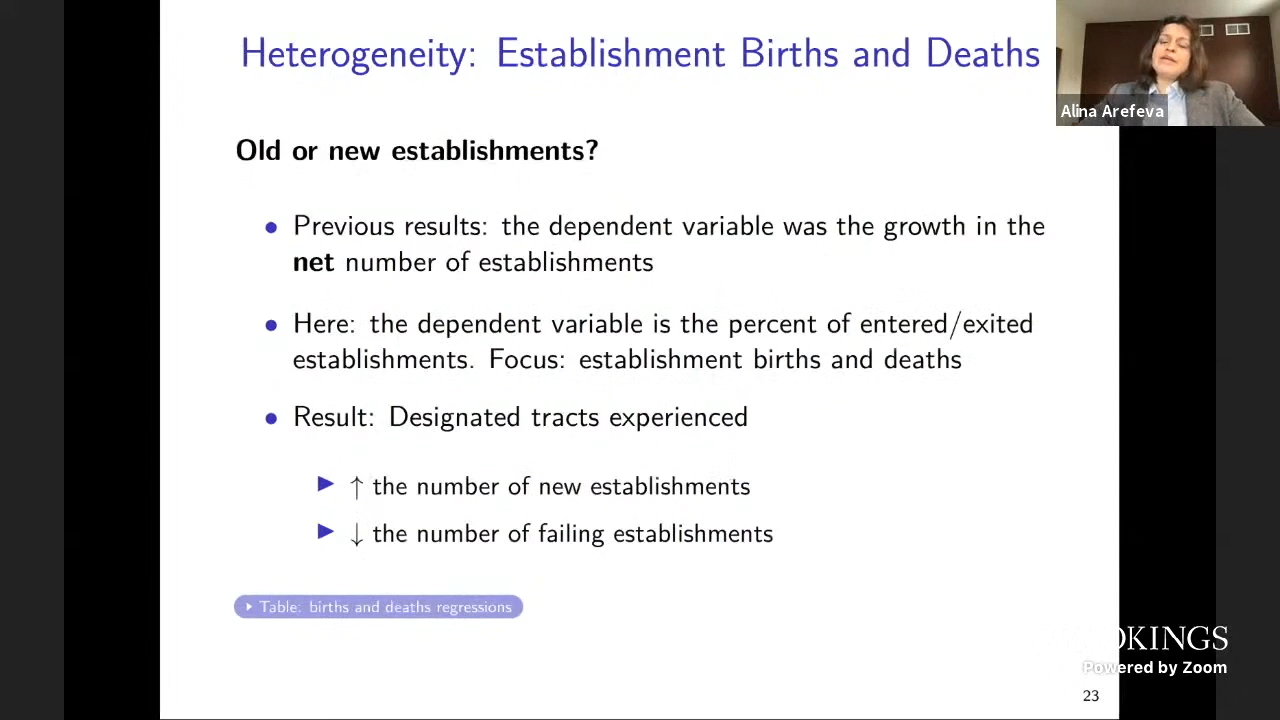 Heterogeneity: Establishment Births and Deaths
Alina Arefeva
Old or new establishments?
• Previous results: the dependent variable was the growth in the
net number of establishments
• Here: the dependent variable is the percent of entered/exited
establishments. Focus: establishment births and deaths
• Result: Designated tracts experienced
▶ ↑ the number of new establishments
▶ ↓ the number of failing establishments
Table: births and deaths regressions
OKINGS
Powered by Zoom
23